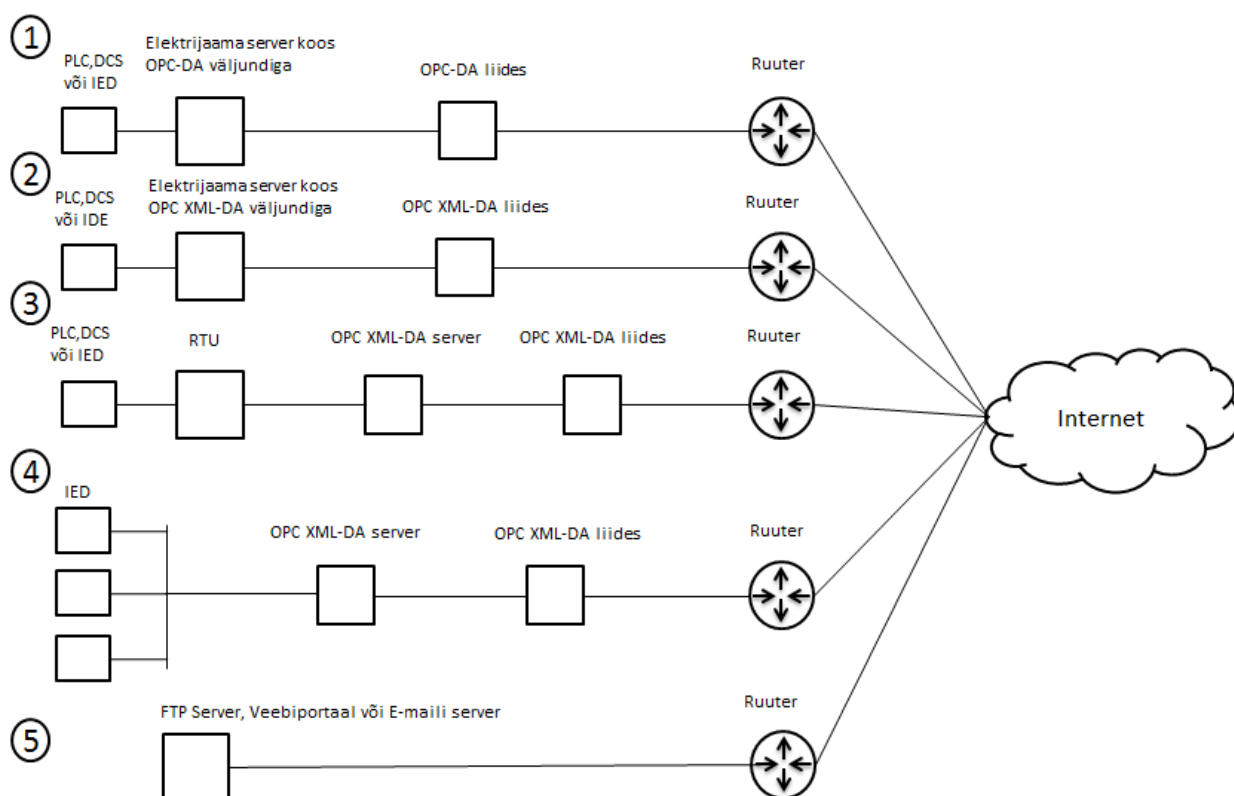 1
PLC,DCS
või IED
Elektrijaama server koos
OPC-DA väljundiga
OPC-DA liides
Ruuter
2
PLC,DCS
või IDE
Elektrijaama server koos
OPC XML-DA väljundiga
OPC XML-DA liides
Ruuter
3
PLC,DCS
või IED
RTU
OPC XML-DA server
OPC XML-DA liides
Ruuter
Internet
4
IED
OPC XML-DA server
OPC XML-DA liides
Ruuter
5
FTP Server, Veebiportaal või E-maili server
Ruuter